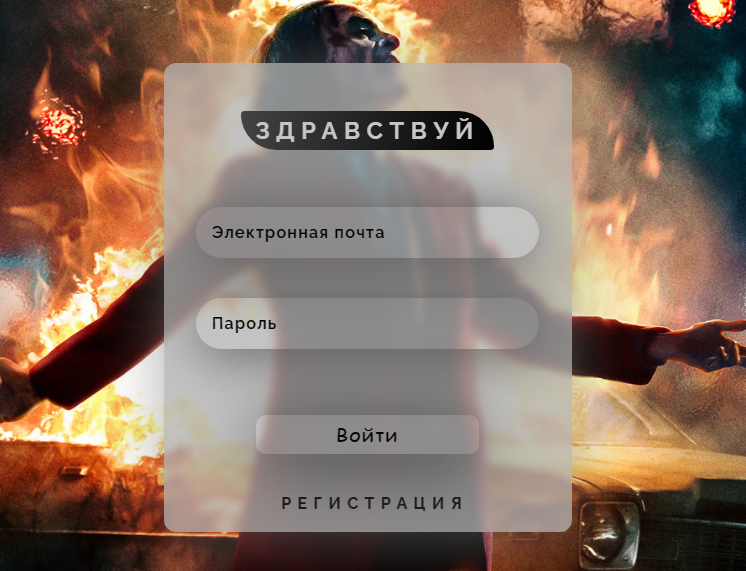 ЗДРАВСТВУЙ
Электронная почта
Пароль
Войти
РЕГИСТРАЦИЯ